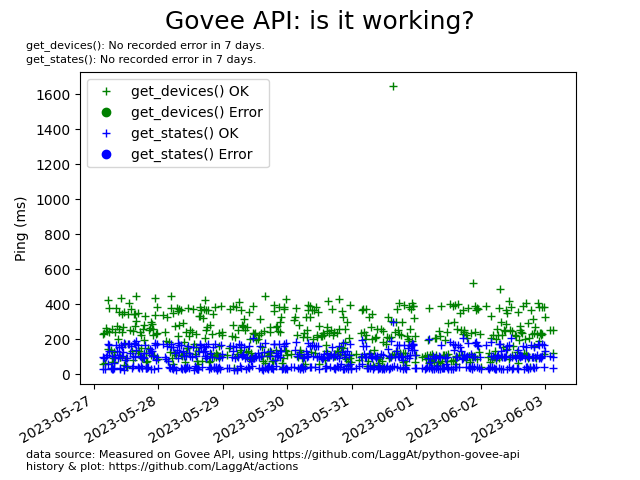 Govee API: is it working?
get_devices(): No recorded error in 7 days.
get_states(): No recorded error in 7 days.
get_devices() OK
get_devices() Error
get_states() OK
get_states() Error
Ping (ms)
1600
1400
1200
1000
800
600
400
200
0
2023-05-27
2023-05-28
2023-05-29
2023-05-30
2023-05-31
2023-06-01
2023-06-02
2023-06-03
data source: Measured on Govee API, using https://github.com/LaggAt/python-govee-api
history & plot: https://github.com/LaggAt/actions